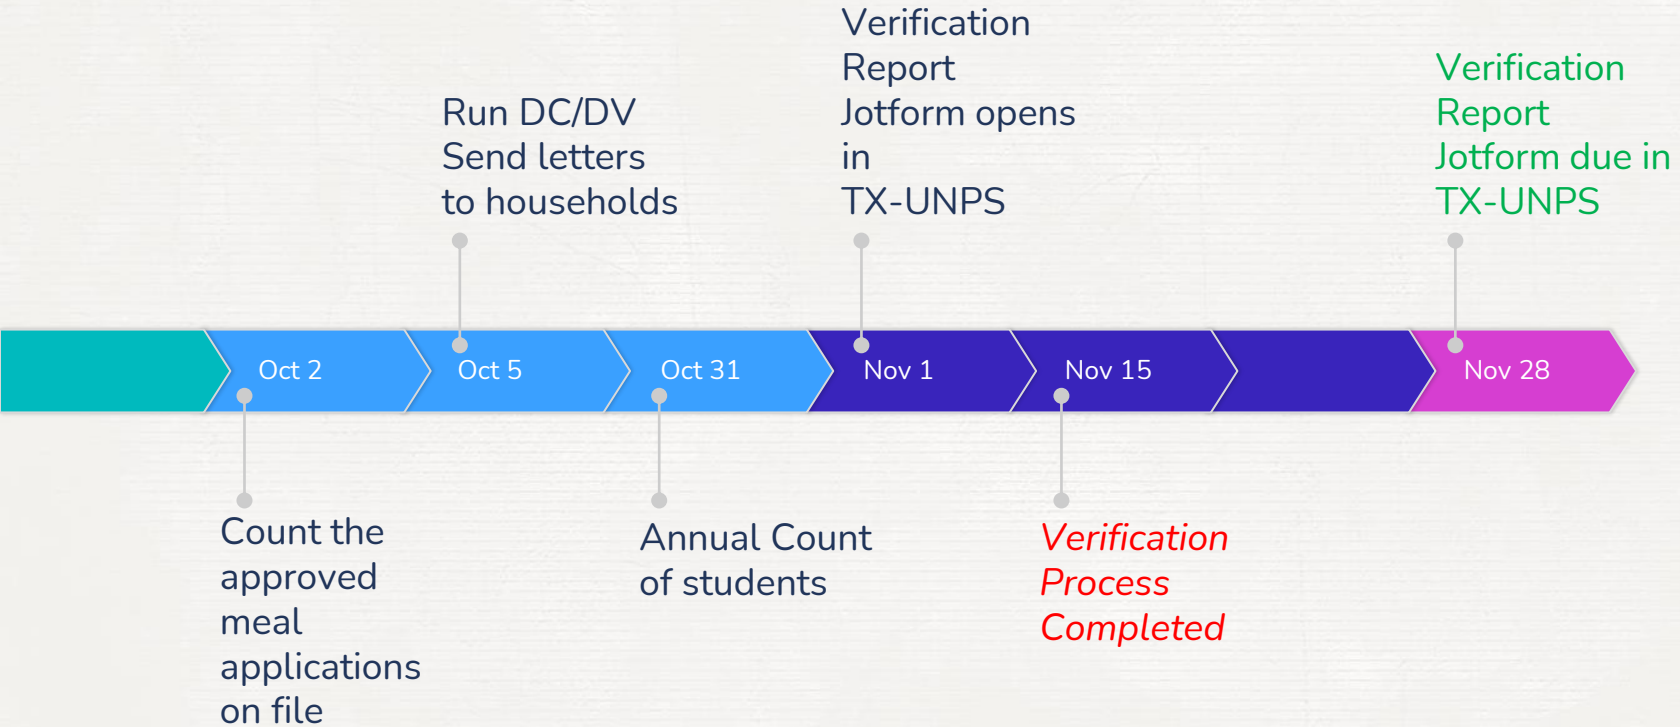 Verification
Report
Jotform opens
in
TX-UNPS
Verification
Report
Jotform due in
TX-UNPS
Run DC/DV
Send letters
to households
Oct 2
Oct 5
Oct 31
Nov 1
Nov 15
Nov 28
Count the
approved
meal
applications
on file
Annual Count
of students
Verification
Process
Completed